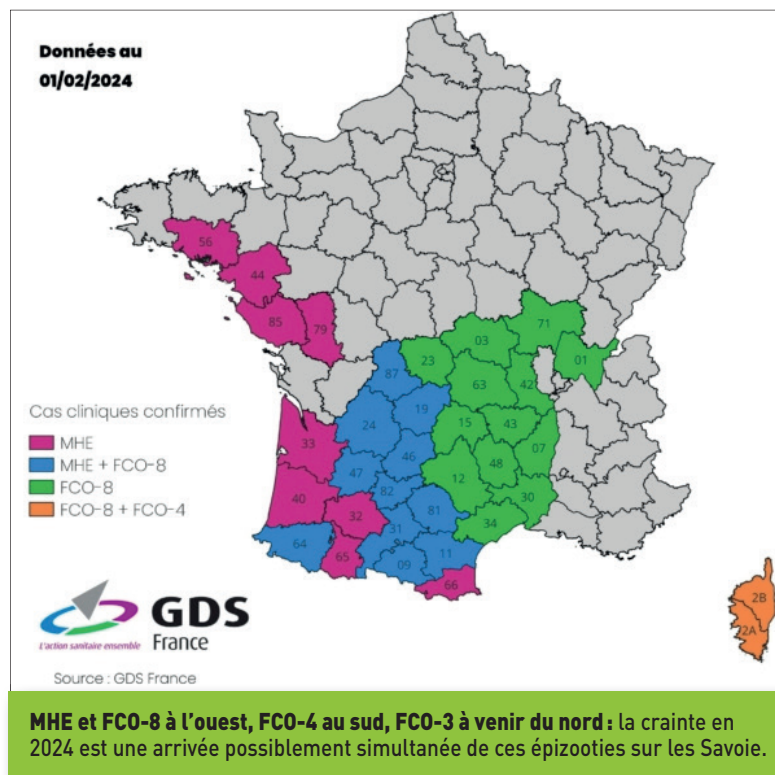 Données au
01/02/2024
56
44
85
79
71
03
01
23
87
63
42
19
24
15
43
33
46
07
47
48
12
82
40
30
32
81
34
31
64
65
09
11
66
2B
2A
Cas cliniques confirmés
MHE
MHE + FCO-8
FCO-8
FCO-8 + FCO-4
GDS
France
L'action sanitaire ensemble
Source : GDS France
MHE et FCO-8 à l'ouest, FCO-4 au sud, FCO-3 à venir du nord : la crainte en
2024 est une arrivée possiblement simultanée de ces épizooties sur les Savoie.